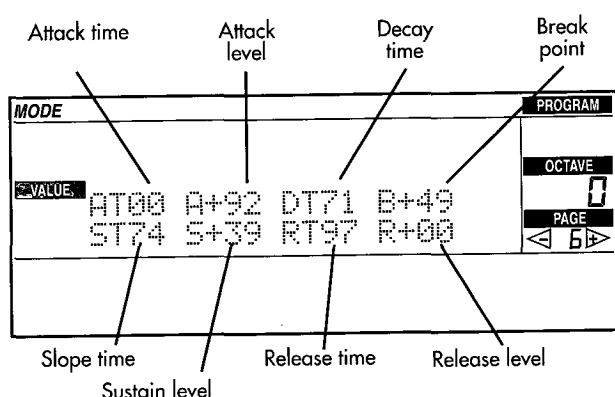 Attack time
Attack
level
Decay
time
Break
point
MODE
PROGRAM
OCTAVE
0
VALUE
AT00 A+92 DT71 B+49
ST74 S+39 RT97 R+00
PAGE
- 6 +
Slope time
Sustain level
Release time
Release level